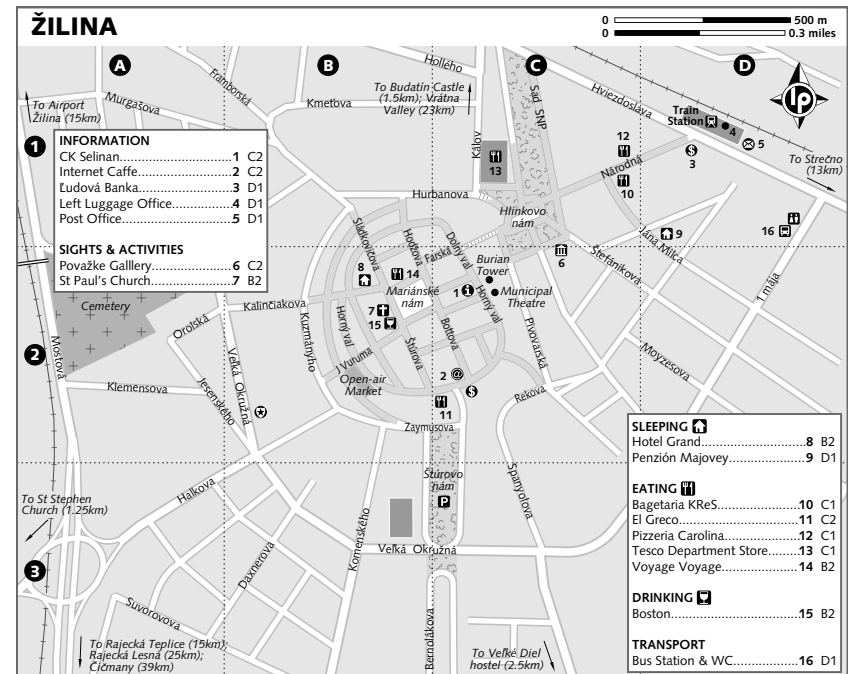 ŽILINA
0 500 m
0 0.3 miles
A
B
C
D
Hollého
Framborská
To Budatín Castle
(1.5km); Vrátna
Valley (23km)
Kmeťova
Sad SNP
Hviezdoslava
lp
To Airport
Žilina (15km)
Murgašova
Train
Station
4
5
12
Národná
3
10
1
Kálov
13
To Strečno
(13km)
INFORMATION
CK Selinan 1 C2
Internet Caffe 2 C2
Ľudová Banka 3 D1
Left Luggage Office 4 D1
Post Office 5 D1
SIGHTS & ACTIVITIES
Považke Galllery 6 C2
St Paul's Church 7 B2
Hurbanova
Hlinkovo
nám
Jána Milca
9
16
Sládkovičova
Hodžova
Dolný val
Farská
6
Štefánikova
1 mája
Burian
Tower
8
14
Mariánské
nám
1
Horný val
Municipal
Theatre
Cemetery
Kalinčiakova
Orolská
Kuzmányho
Horný val
7
15
Štúrova
Bottova
Pivovarská
Moyzesova
2
Mostová
J Vuruma
Open-air
Market
2
@
$
11
Rekova
Klemensova
Jesenského
Veľká Okružná
Zaymusova
SLEEPING
Hotel Grand 8 B2
Penzión Majovey 9 D1
EATING
Bagetaria KReS 10 C1
El Greco 11 C2
Pizzeria Carolina 12 C1
Tesco Department Store 13 C1
Voyage Voyage 14 B2
DRINKING
Boston 15 B2
TRANSPORT
Bus Station & WC 16 D1
Štúrovo
nám
P
Spanyolova
Halkova
To St Stephen
Church (1.25km)
Komenského
Veľká Okružná
3
Daxnerova
Suvorovova
Bernolákova
To Rajecká Teplice (15km);
Rajecká Lesná (25km);
Čičmany (39km)
To Veľké Diel
hostel (2.5km)